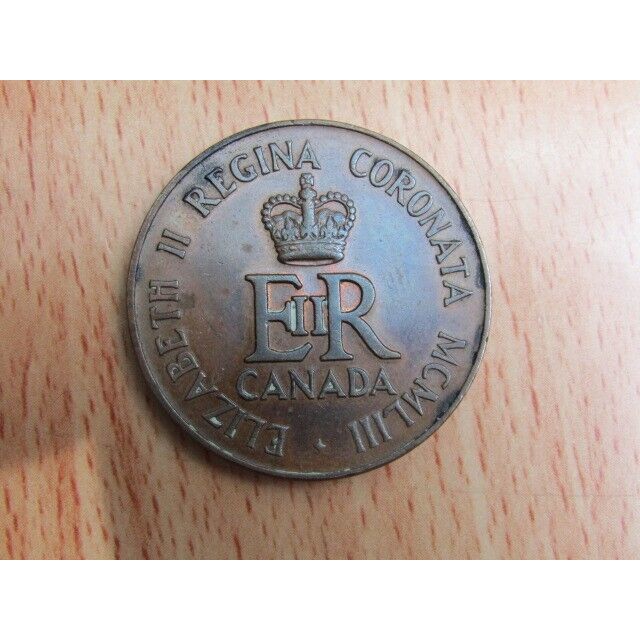 ELIZABETH II REGINA CORONATA MCMLIII
EIIR
CANADA